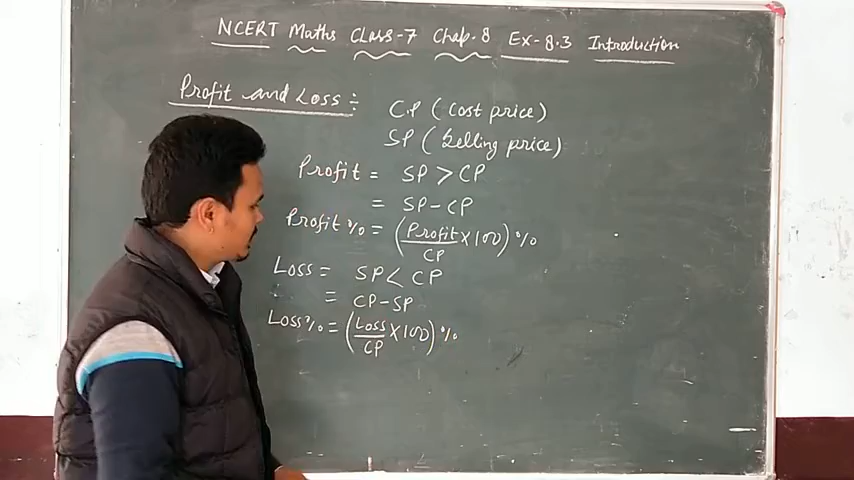 NCERT Maths Class-7 Chap. 8 Ex-8.3 Introduction
Profit and Loss ÷
C.P (Cost price)
SP (Selling price)
Profit = SP > CP
= SP - CP
Profit % = (Profit/CP × 100) %
Loss = SP < CP
= CP - SP
Loss % = (Loss/CP × 100) %